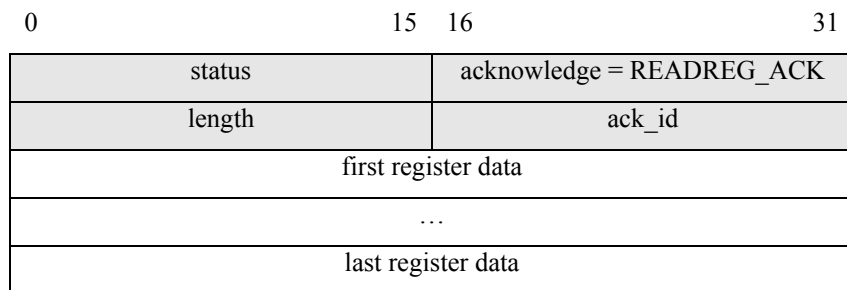 0 15 16 31
status acknowledge = READREG_ACK
length ack_id
first register data
…
last register data